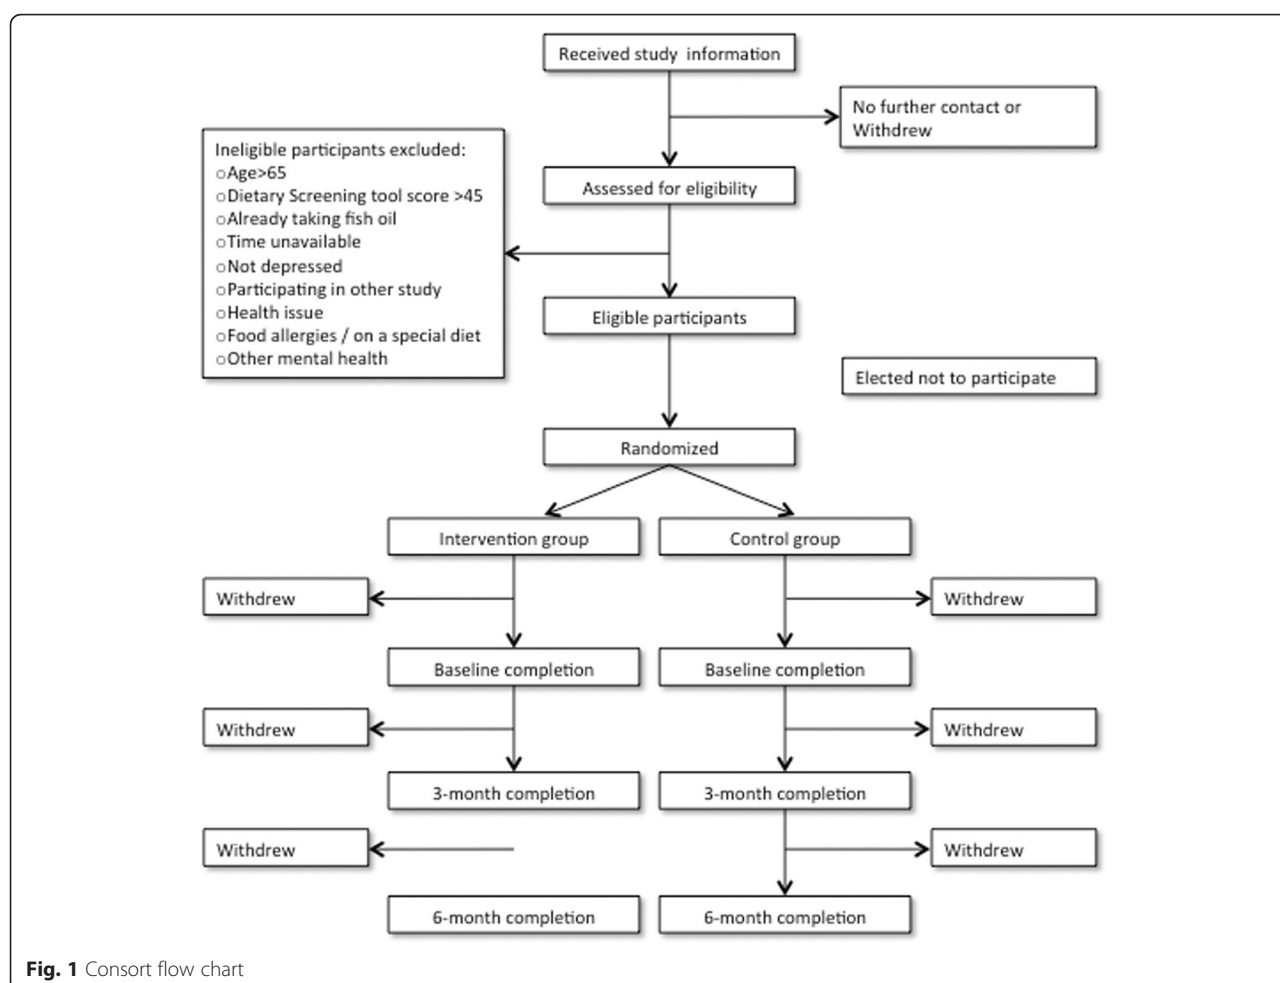 Received study information
No further contact or
Withdrew
Ineligible participants excluded:
○Age>65
○Dietary Screening tool score >45
○Already taking fish oil
○Time unavailable
○Not depressed
○Participating in other study
○Health issue
○Food allergies / on a special diet
○Other mental health
Assessed for eligibility
Eligible participants
Elected not to participate
Randomized
Intervention group
Control group
Withdrew
Withdrew
Baseline completion
Baseline completion
Withdrew
Withdrew
3-month completion
3-month completion
Withdrew
Withdrew
6-month completion
6-month completion
Fig. 1 Consort flow chart